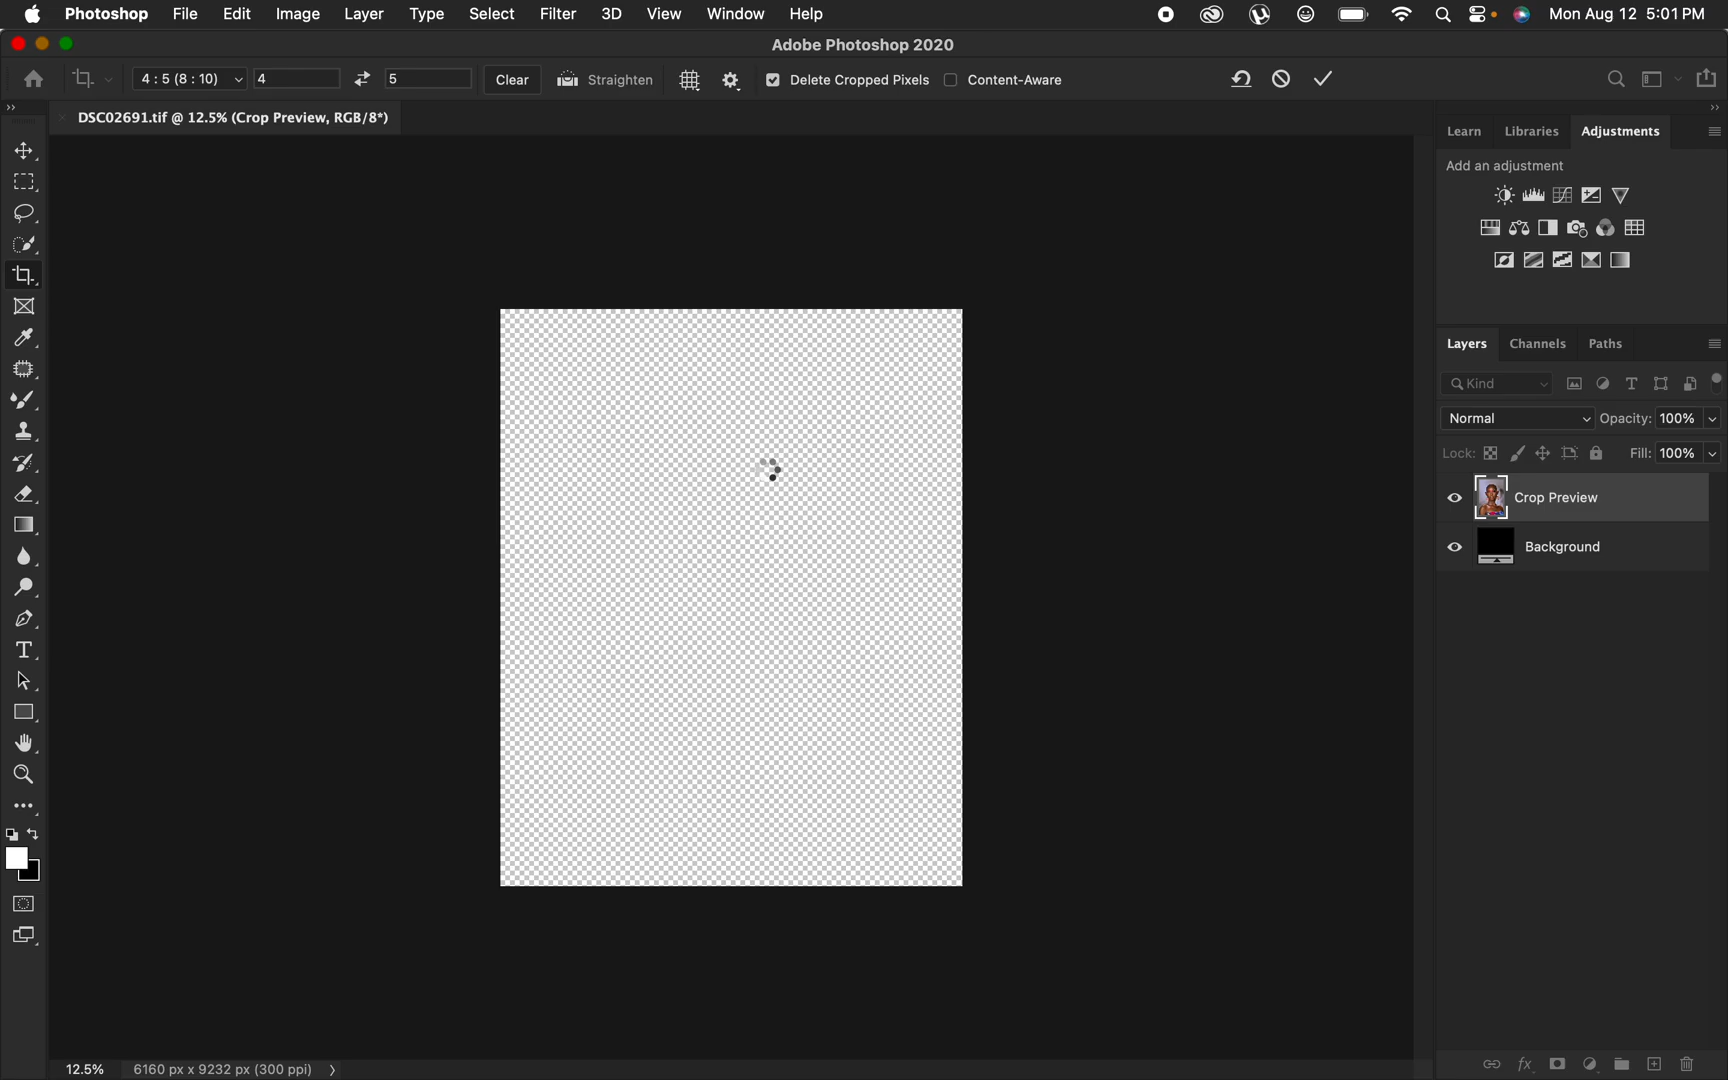 Photoshop File Edit Image Layer Type Select Filter 3D View Window Help Mon Aug 12 5:01 PM
Adobe Photoshop 2020
4 : 5 (8 : 10) 4 5 Clear Straighten Delete Cropped Pixels Content-Aware
DSC02691.tif @ 12.5% (Crop Preview, RGB/8*)
Learn Libraries Adjustments
Add an adjustment
Layers Channels Paths
Kind
Normal Opacity: 100%
Lock: Fill: 100%
Crop Preview
Background
12.5% 6160 px x 9232 px (300 ppi)